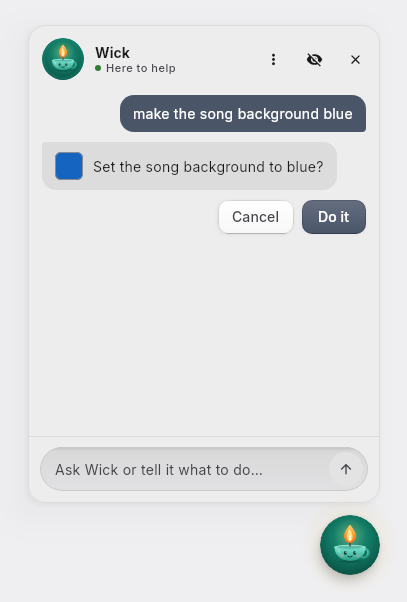 Wick
Here to help
make the song background blue
Set the song background to blue?
Cancel
Do it
Ask Wick or tell it what to do...